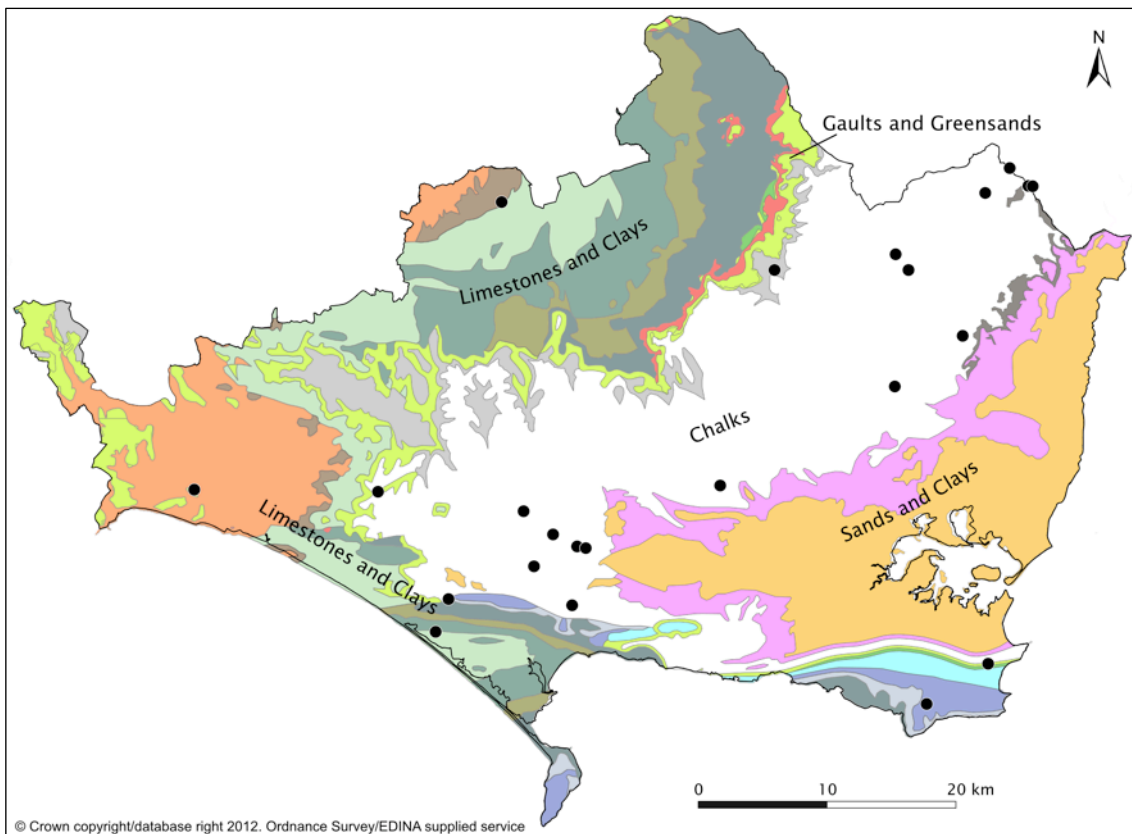 N
Gaults and Greensands
Limestones and Clays
Chalks
Sands and Clays
Limestones and Clays
0 10 20 km
© Crown copyright/database right 2012. Ordnance Survey/EDINA supplied service